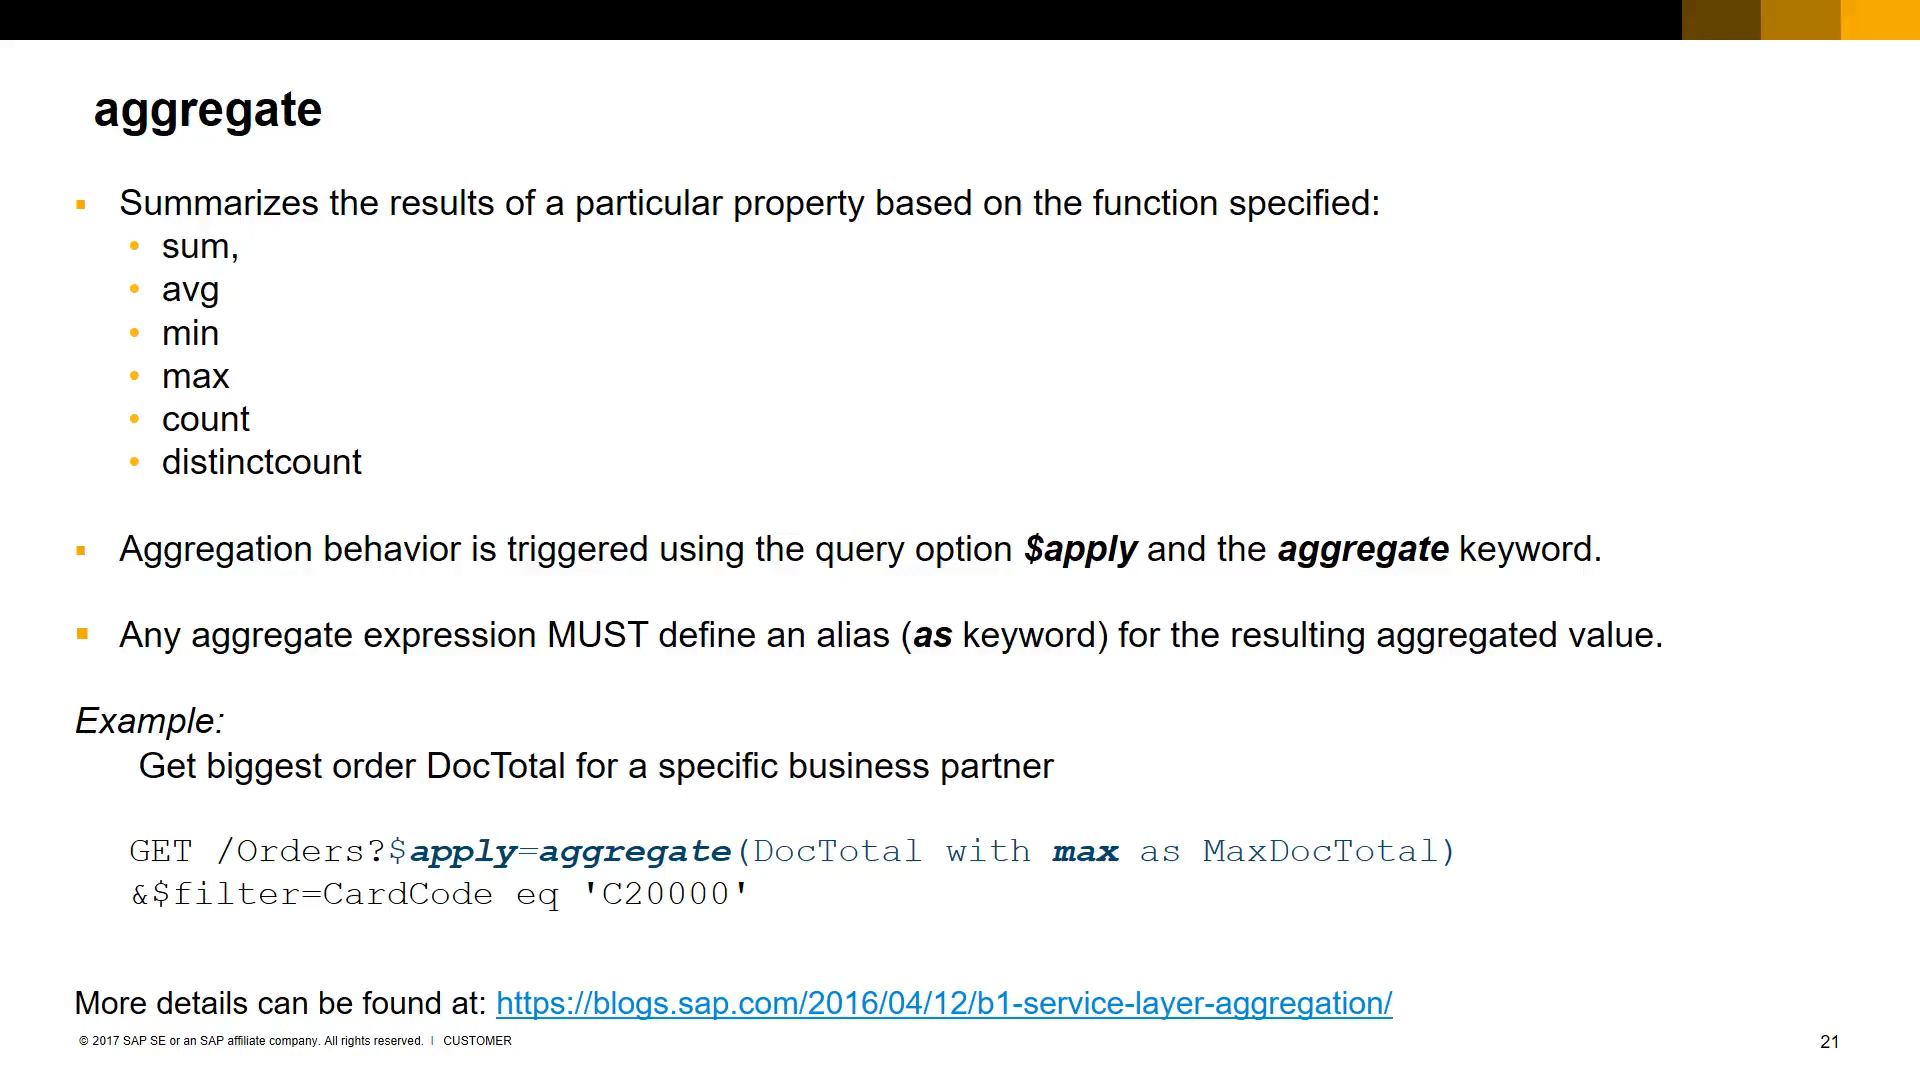 aggregate
Summarizes the results of a particular property based on the function specified:
sum,
avg
min
max
count
distinctcount
Aggregation behavior is triggered using the query option $apply and the aggregate keyword.
Any aggregate expression MUST define an alias (as keyword) for the resulting aggregated value.
Example:
Get biggest order DocTotal for a specific business partner
GET /Orders?$apply=aggregate(DocTotal with max as MaxDocTotal)
&$filter=CardCode eq 'C20000'
More details can be found at: https://blogs.sap.com/2016/04/12/b1-service-layer-aggregation/
© 2017 SAP SE or an SAP affiliate company. All rights reserved. | CUSTOMER
21